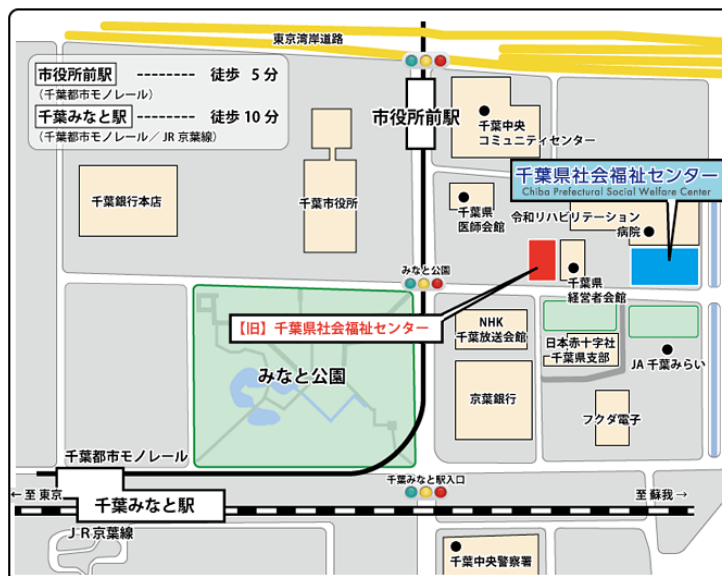 東京湾岸道路
市役所前駅 -------- 徒歩 5 分
（千葉都市モノレール）
千葉みなと駅 -------- 徒歩 10 分
（千葉都市モノレール／ JR 京葉線）
市役所前駅
千葉中央
コミュニティセンター
千葉県社会福祉センター
Chiba Prefectural Social Welfare Center
千葉銀行本店
千葉市役所
千葉県
医師会館
令和リハビリテーション
病院
みなと公園
千葉県
経営者会館
【旧】千葉県社会福祉センター
NHK
千葉放送会館
日本赤十字社
千葉県支部
JA 千葉みらい
みなと公園
京葉銀行
フクダ電子
千葉都市モノレール
千葉みなと駅入口
← 至 東京
千葉みなと駅
至 蘇我 →
ＪＲ京葉線
千葉中央警察署